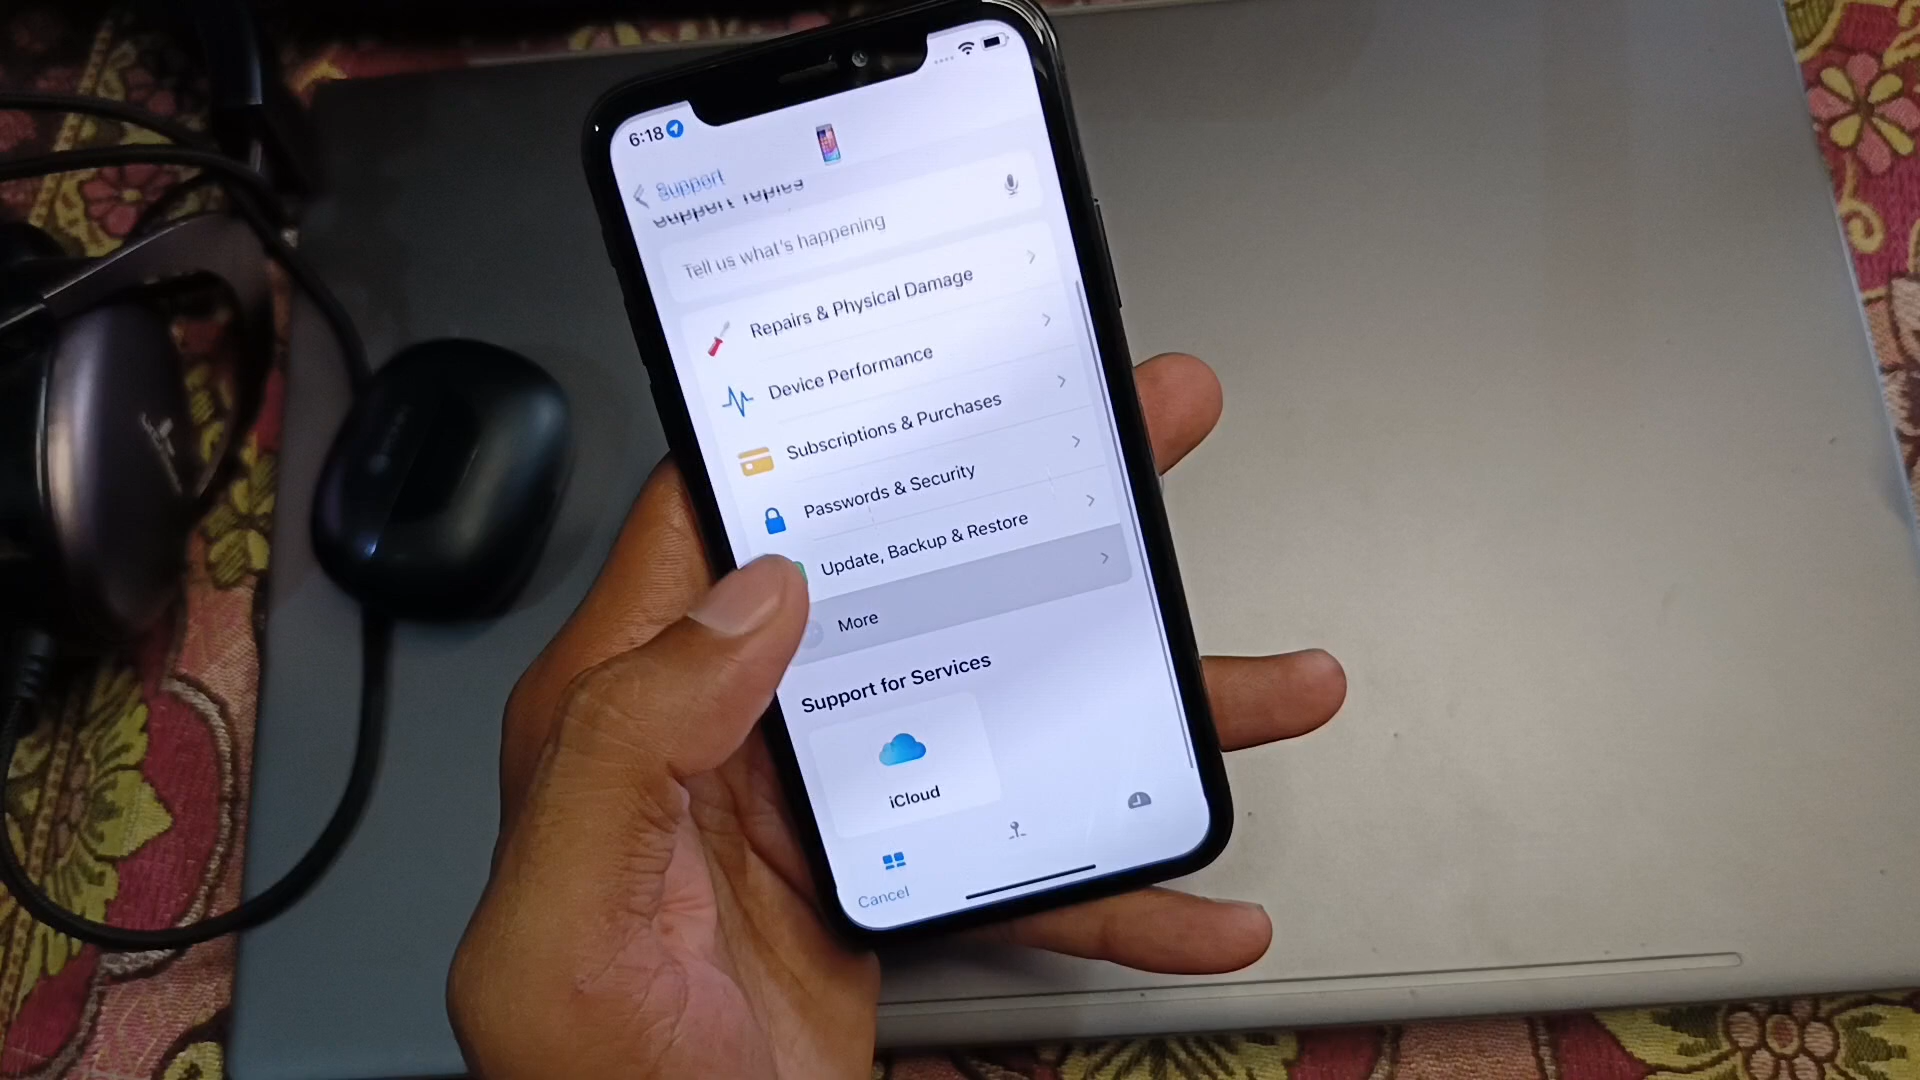 6:18
Support
Support Topics
Tell us what's happening
Repairs & Physical Damage
Device Performance
Subscriptions & Purchases
Passwords & Security
Update, Backup & Restore
More
Support for Services
iCloud
Cancel